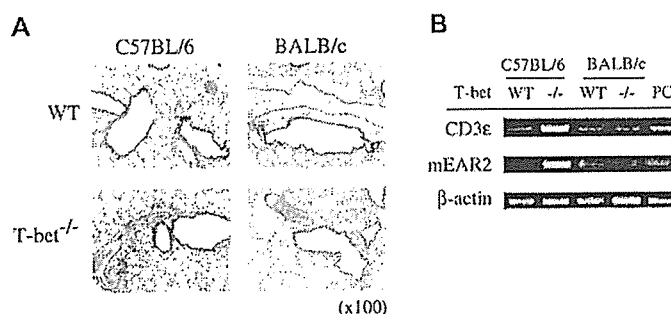 A
C57BL/6 BALB/c
WT
T-bet-/-
(x100)
B
C57BL/6 BALB/c
T-bet WT -/- WT -/- PC
CD3ε
mEAR2
β-actin